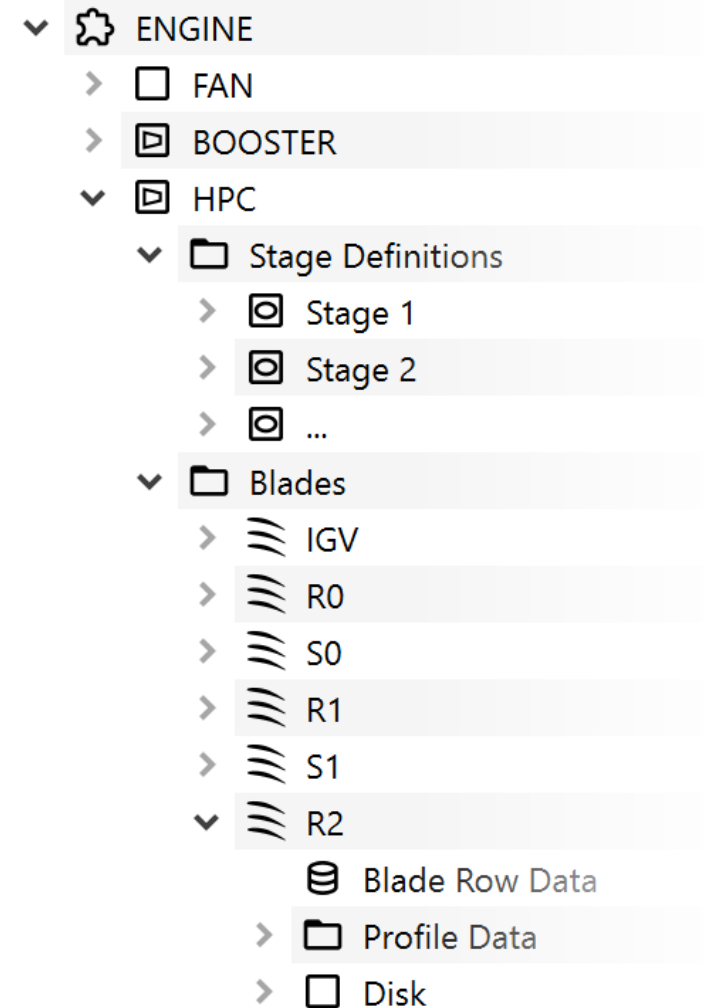 ENGINE
FAN
BOOSTER
HPC
Stage Definitions
Stage 1
Stage 2
...
Blades
IGV
R0
S0
R1
S1
R2
Blade Row Data
Profile Data
Disk